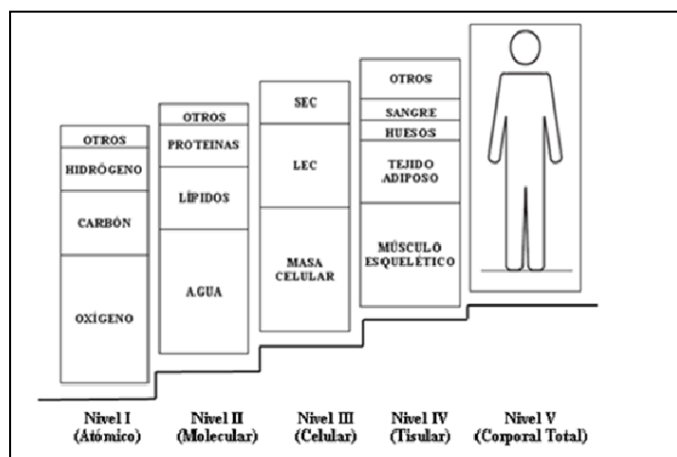 OTROS
HIDRÓGENO
CARBÓN
OXÍGENO
OTROS
PROTEINAS
LÍFIDOS
AGUA
SEC
LEC
MASA
CELULAR
OTROS
SANGRE
HUESOS
TEJIDO
ADIPOSO
MÚSCULO
ESQUELÉTICO
Nivel I
(Atómico)
Nivel II
(Molecular)
Nivel III
(Celular)
Nivel IV
(Tisular)
Nivel V
(Corporal Total)